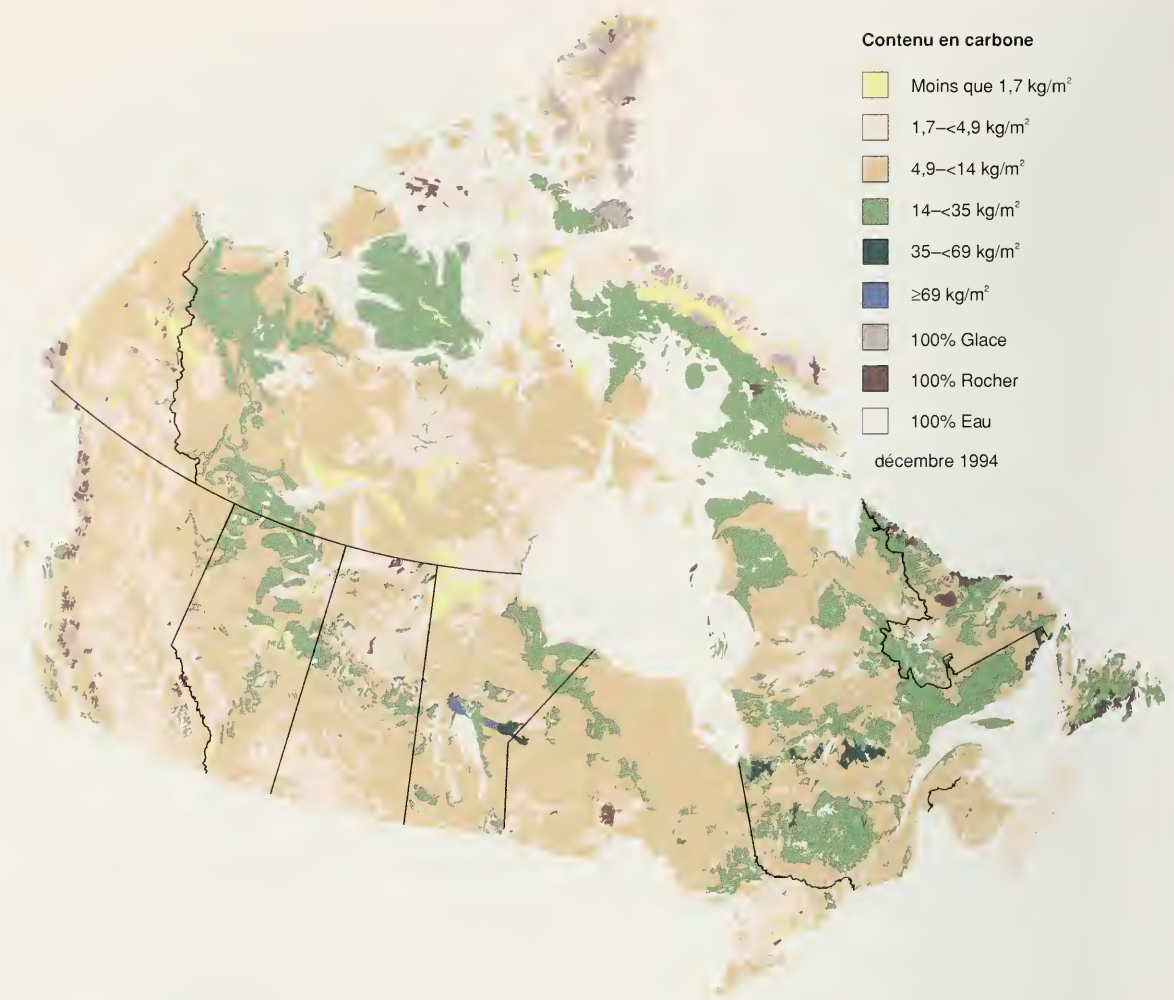 Contenu en carbone
Moins que 1,7 kg/m²
1,7–<4,9 kg/m²
4,9–<14 kg/m²
14–<35 kg/m²
35–<69 kg/m²
≥69 kg/m²
100% Glace
100% Rocher
100% Eau
décembre 1994